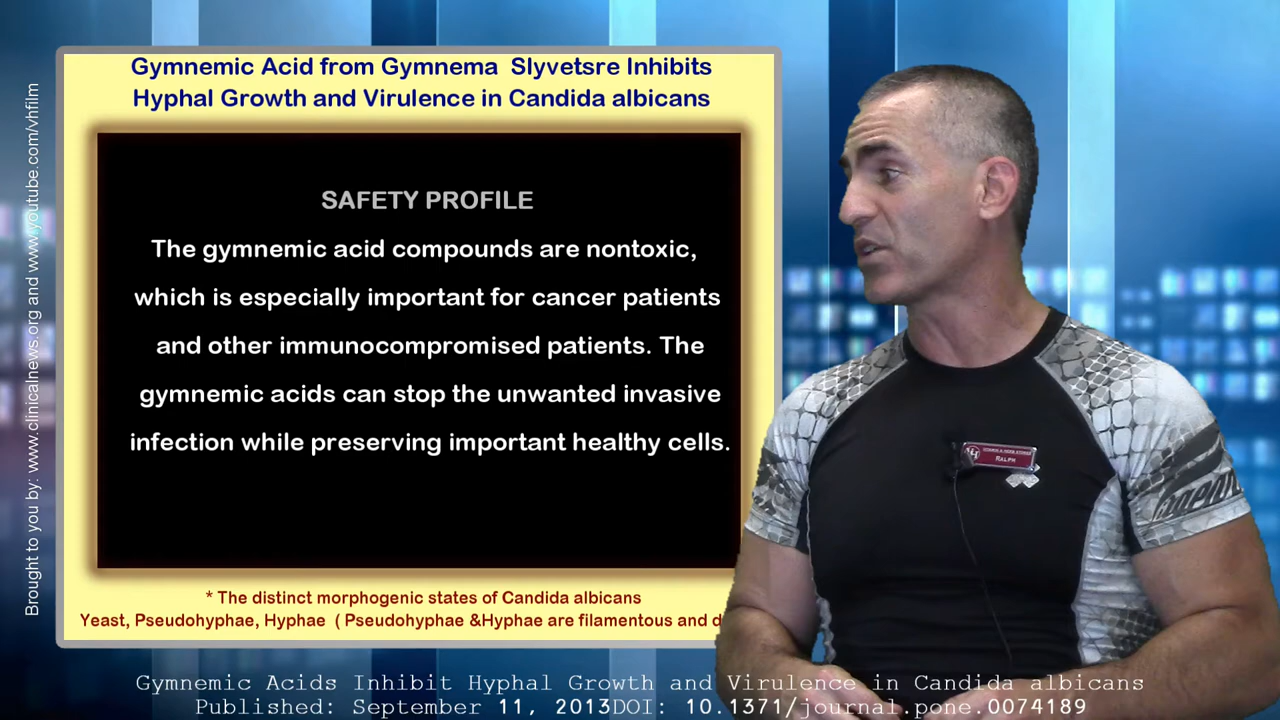 Gymnemic Acid from Gymnema Slyvetsre Inhibits
Hyphal Growth and Virulence in Candida albicans
SAFETY PROFILE
The gymnemic acid compounds are nontoxic,
which is especially important for cancer patients
and other immunocompromised patients. The
gymnemic acids can stop the unwanted invasive
infection while preserving important healthy cells.
* The distinct morphogenic states of Candida albicans
Yeast, Pseudohyphae, Hyphae ( Pseudohyphae &Hyphae are filamentous and d
Brought to you by: www.clinicalnews.org and www.youtube.com/vhfilm
RALPH
Gymnemic Acids Inhibit Hyphal Growth and Virulence in Candida albicans
Published: September 11, 2013DOI: 10.1371/journal.pone.0074189